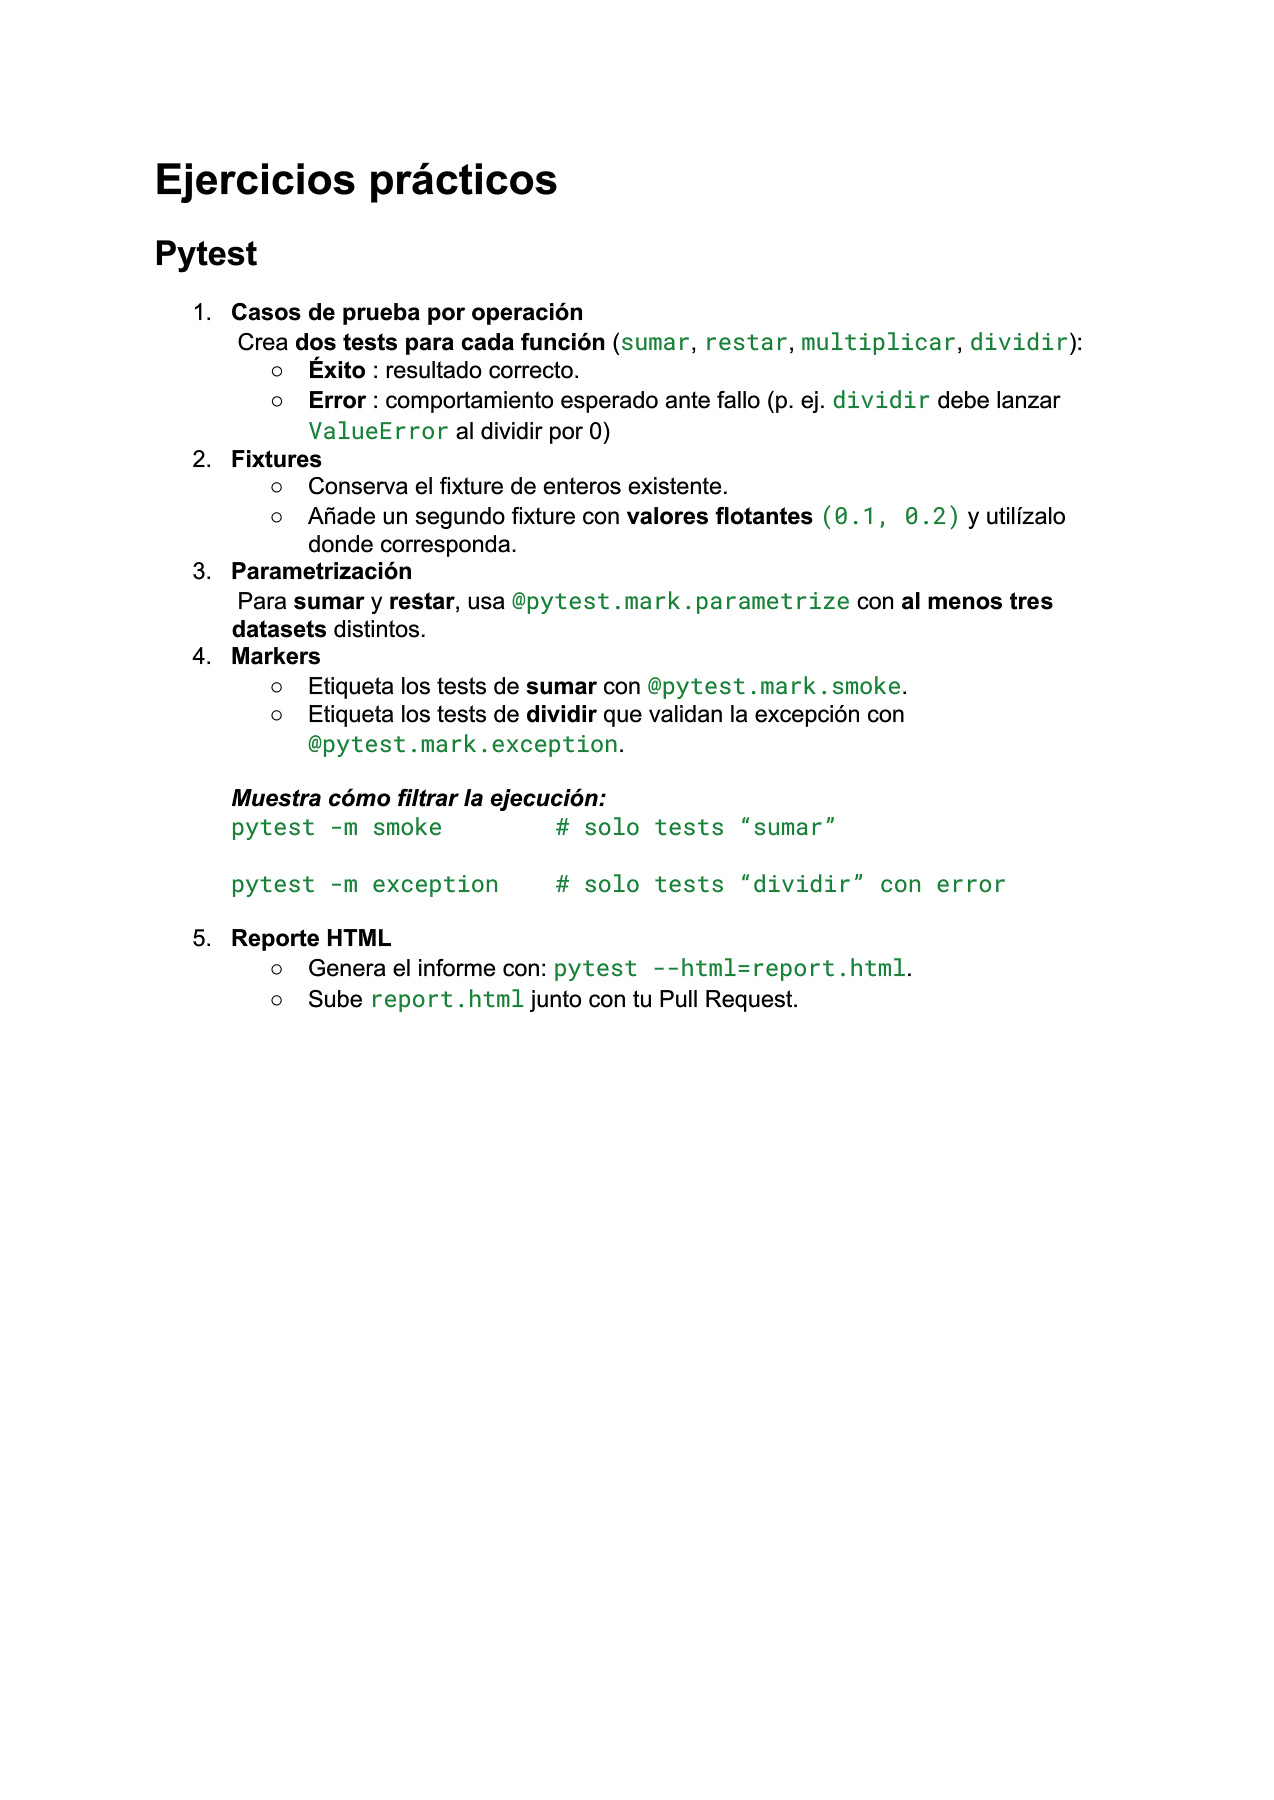 Ejercicios prácticos
Pytest
1. Casos de prueba por operación
Crea dos tests para cada función (sumar, restar, multiplicar, dividir):
○ Éxito : resultado correcto.
○ Error : comportamiento esperado ante fallo (p. ej. dividir debe lanzar
ValueError al dividir por 0)
2. Fixtures
○ Conserva el fixture de enteros existente.
○ Añade un segundo fixture con valores flotantes (0.1, 0.2) y utilízalo
donde corresponda.
3. Parametrización
Para sumar y restar, usa @pytest.mark.parametrize con al menos tres
datasets distintos.
4. Markers
○ Etiqueta los tests de sumar con @pytest.mark.smoke.
○ Etiqueta los tests de dividir que validan la excepción con
@pytest.mark.exception.
Muestra cómo filtrar la ejecución:
pytest -m smoke        # solo tests “sumar”
pytest -m exception    # solo tests “dividir” con error
5. Reporte HTML
○ Genera el informe con: pytest --html=report.html.
○ Sube report.html junto con tu Pull Request.